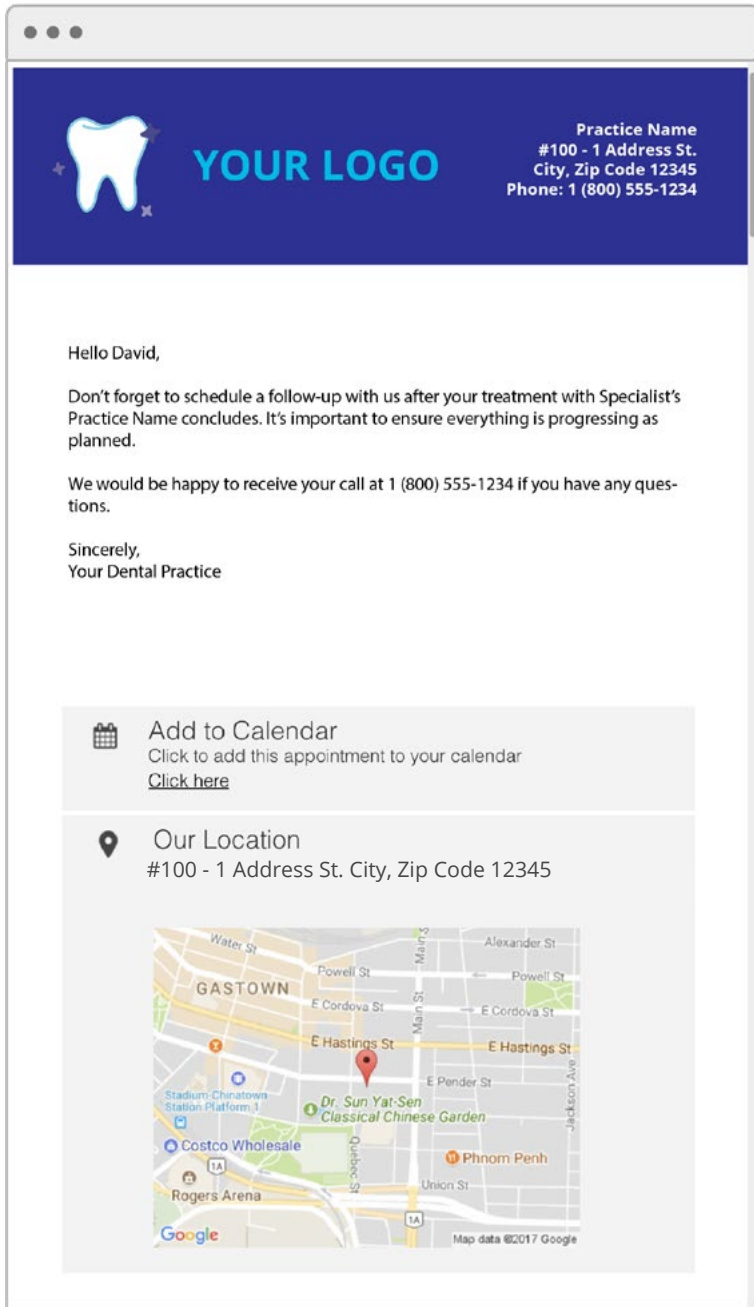 YOUR LOGO
Practice Name
#100 - 1 Address St.
City, Zip Code 12345
Phone: 1 (800) 555-1234
Hello David,
Don't forget to schedule a follow-up with us after your treatment with Specialist's
Practice Name concludes. It's important to ensure everything is progressing as
planned.
We would be happy to receive your call at 1 (800) 555-1234 if you have any ques-
tions.
Sincerely,
Your Dental Practice
Add to Calendar
Click to add this appointment to your calendar
Click here
Our Location
#100 - 1 Address St. City, Zip Code 12345
Water St
Main S
Alexander St
Powell St
Powell St
GASTOWN
E Cordova St
Main St
E Cordova St
E Hastings St
E Hastings St
E Pender St
Jackson Ave
Stadium-Chinatown
Station Platform 1
Dr. Sun Yat-Sen
Classical Chinese Garden
Costco Wholesale
Quebec St
Phnom Penh
1A
Union St
Rogers Arena
1A
Google
Map data ©2017 Google